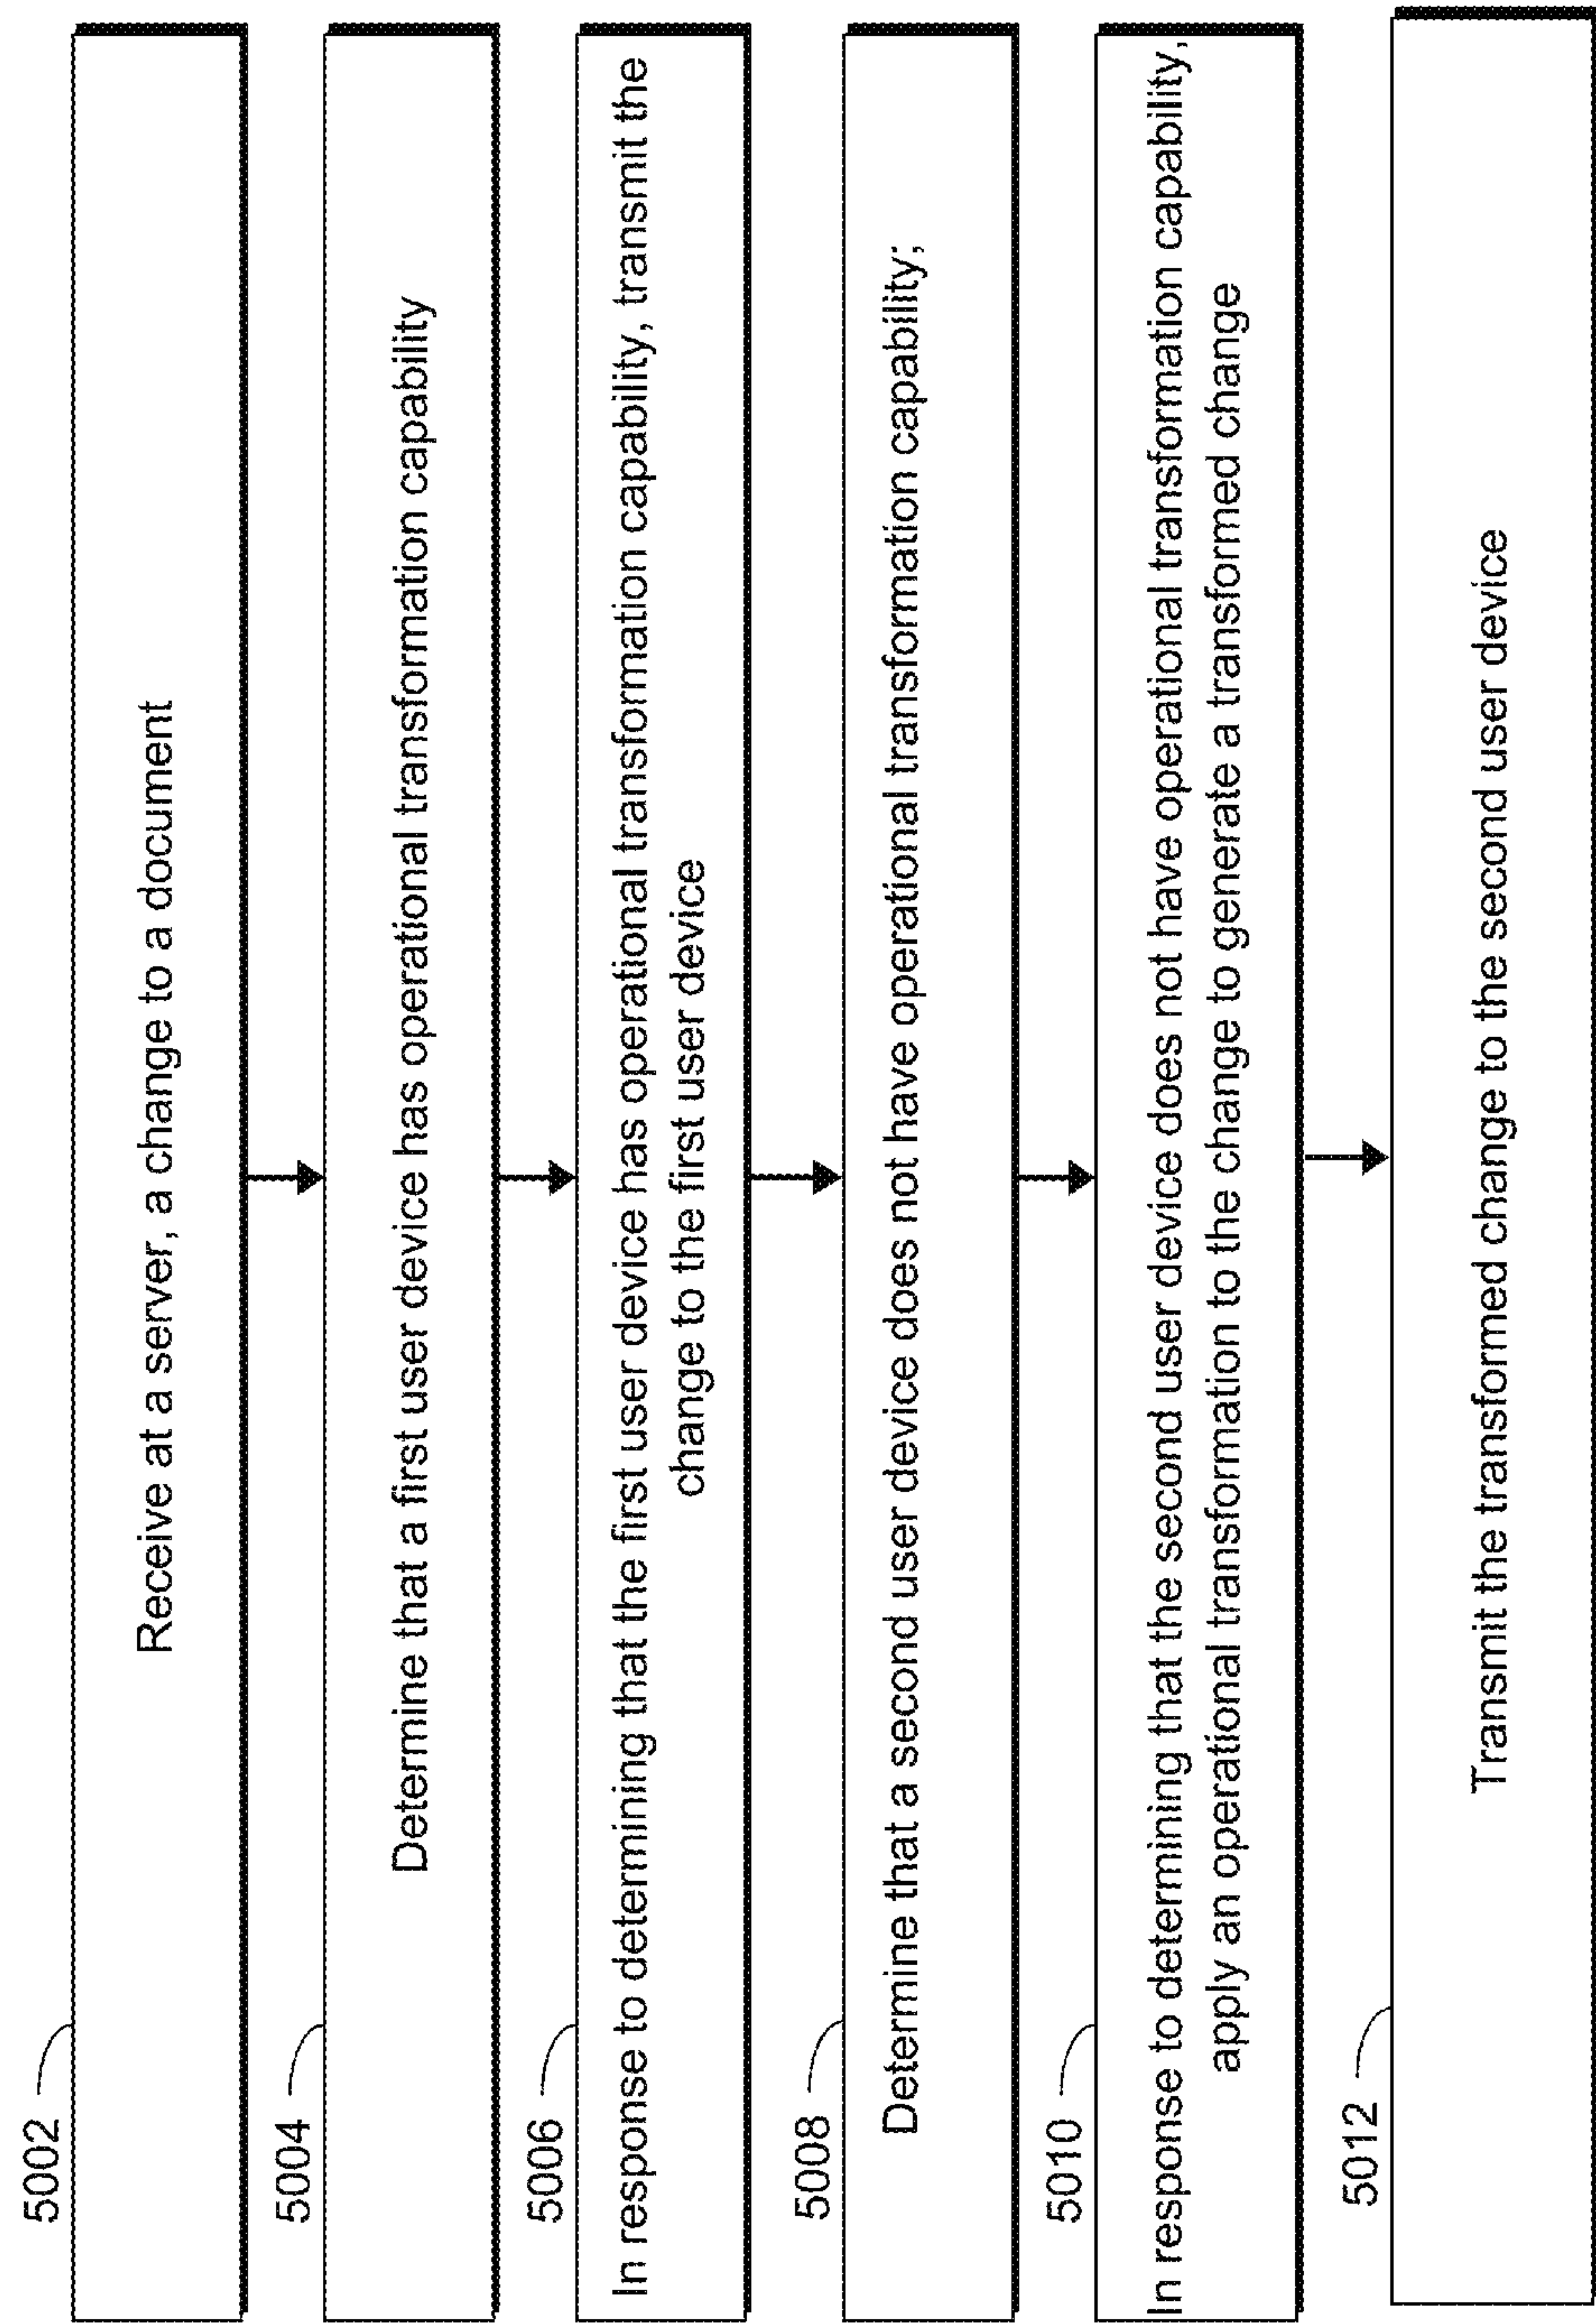 5002
Receive at a server, a change to a document
5004
Determine that a first user device has operational transformation capability
5006
In response to determining that the first user device has operational transformation capability, transmit the
change to the first user device
5008
Determine that a second user device does not have operational transformation capability;
5010
In response to determining that the second user device does not have operational transformation capability,
apply an operational transformation to the change to generate a transformed change
5012
Transmit the transformed change to the second user device